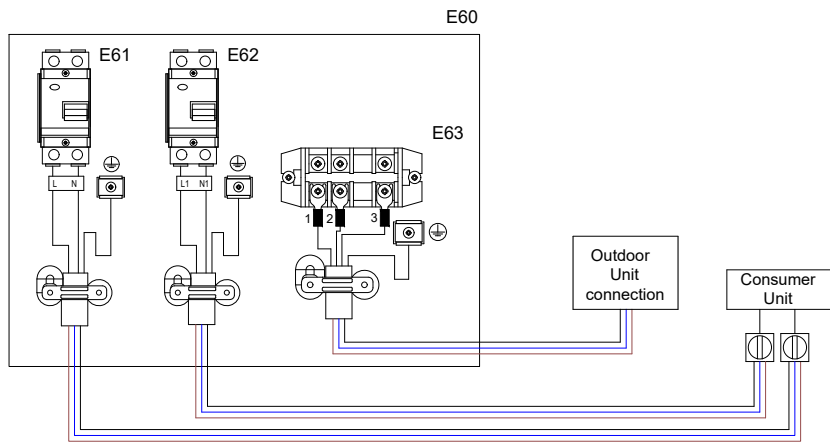 E60
E61
E62
E63
L N
L1 N1
1 2 3
Outdoor
Unit
connection
Consumer
Unit